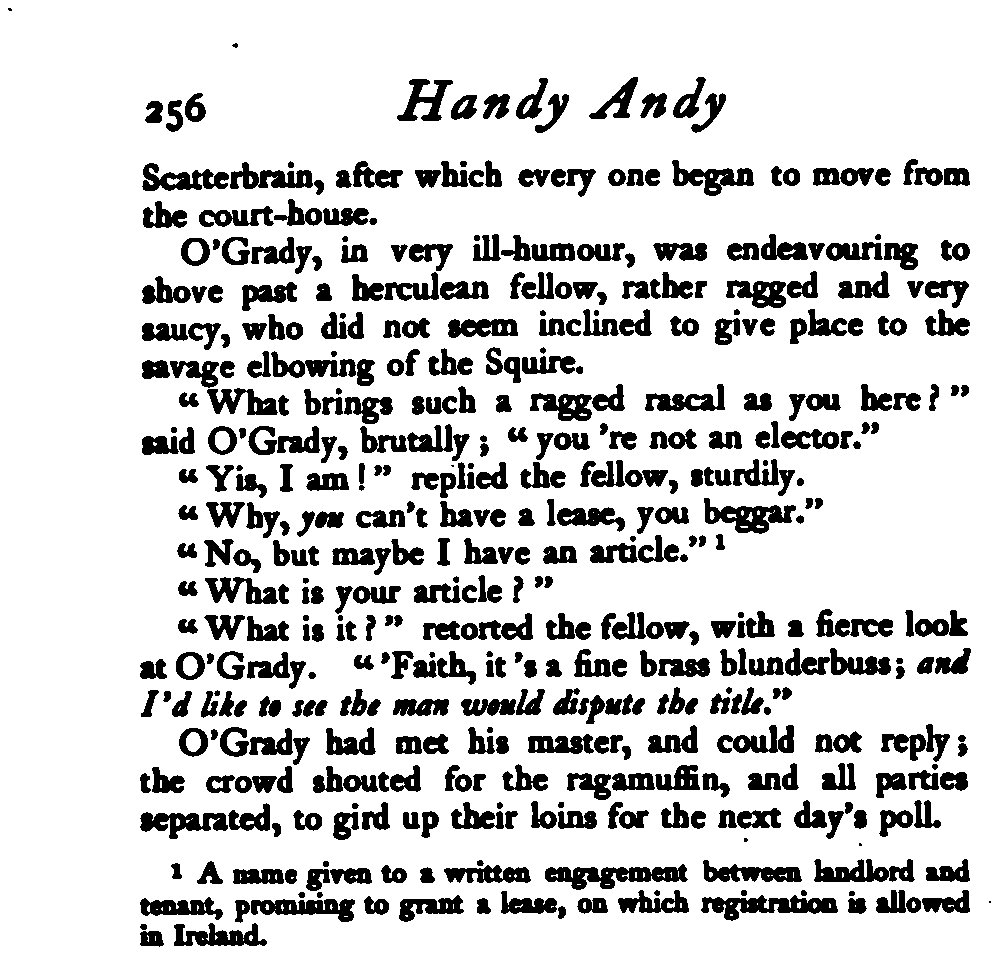 256 Handy Andy
Scatterbrain, after which every one began to move from
the court-house.
O'Grady, in very ill-humour, was endeavouring to
shove past a herculean fellow, rather ragged and very
saucy, who did not seem inclined to give place to the
savage elbowing of the Squire.
“ What brings such a ragged rascal as you here ? ”
said O'Grady, brutally ; “ you 're not an elector.”
“ Yis, I am ! ” replied the fellow, sturdily.
“ Why, you can't have a lease, you beggar.”
“ No, but maybe I have an article.” ¹
“ What is your article ? ”
“ What is it ? ” retorted the fellow, with a fierce look
at O'Grady. “ 'Faith, it 's a fine brass blunderbuss ; and
I'd like to see the man would dispute the title.”
O'Grady had met his master, and could not reply ;
the crowd shouted for the ragamuffin, and all parties
separated, to gird up their loins for the next day's poll.
¹ A name given to a written engagement between landlord and
tenant, promising to grant a lease, on which registration is allowed
in Ireland.